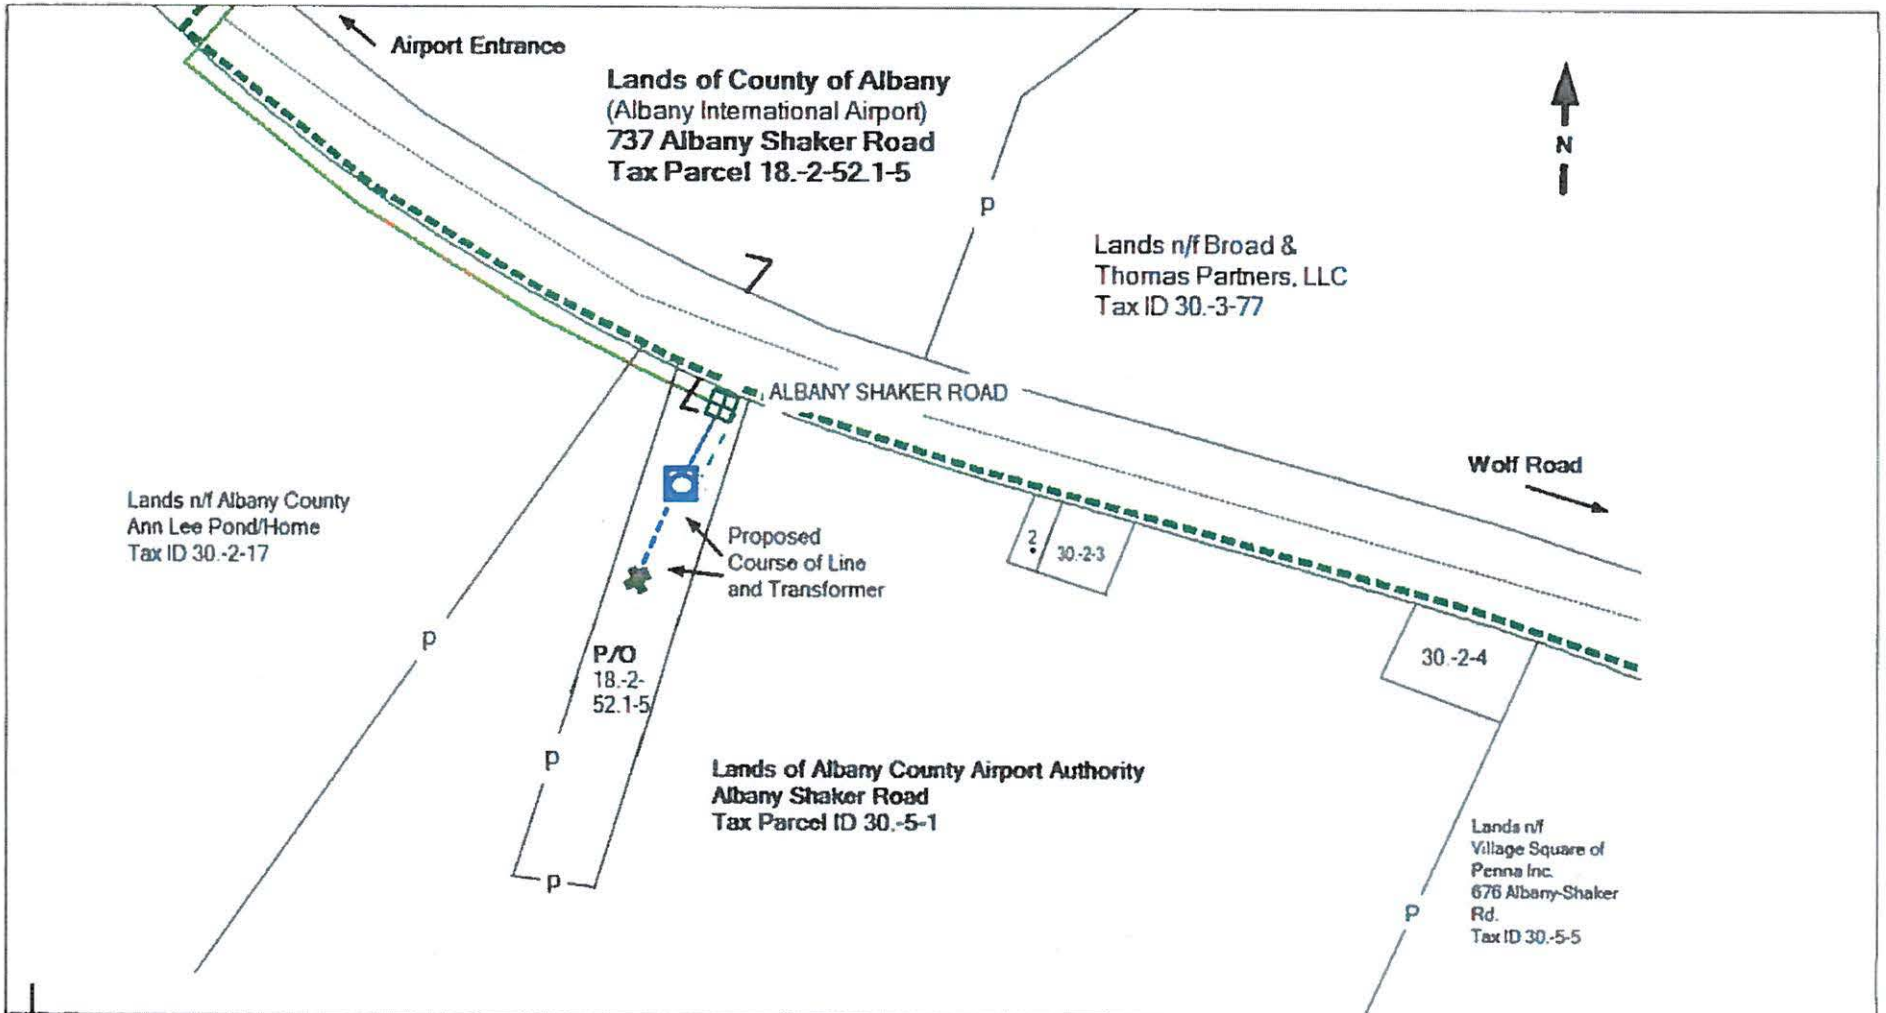 Airport Entrance
Lands of County of Albany
(Albany International Airport)
737 Albany Shaker Road
Tax Parcel 18.-2-52.1-5
N
p
Lands n/f Broad &
Thomas Partners, LLC
Tax ID 30.-3-77
ALBANY SHAKER ROAD
Wolf Road
Lands n/f Albany County
Ann Lee Pond/Home
Tax ID 30.-2-17
Proposed
Course of Line
and Transformer
2
30.-2-3
30.-2-4
p
P/O
18.-2-
52.1-5
p
Lands of Albany County Airport Authority
Albany Shaker Road
Tax Parcel ID 30.-5-1
p
Lands n/f
Village Square of
Penna Inc.
676 Albany-Shaker
Rd.
Tax ID 30.-5-5
P